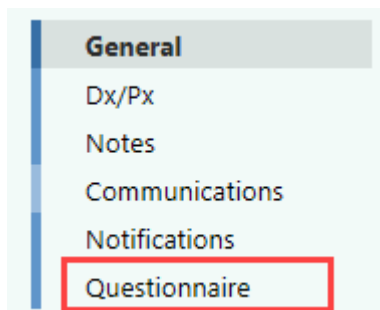 General
Dx/Px
Notes
Communications
Notifications
Questionnaire